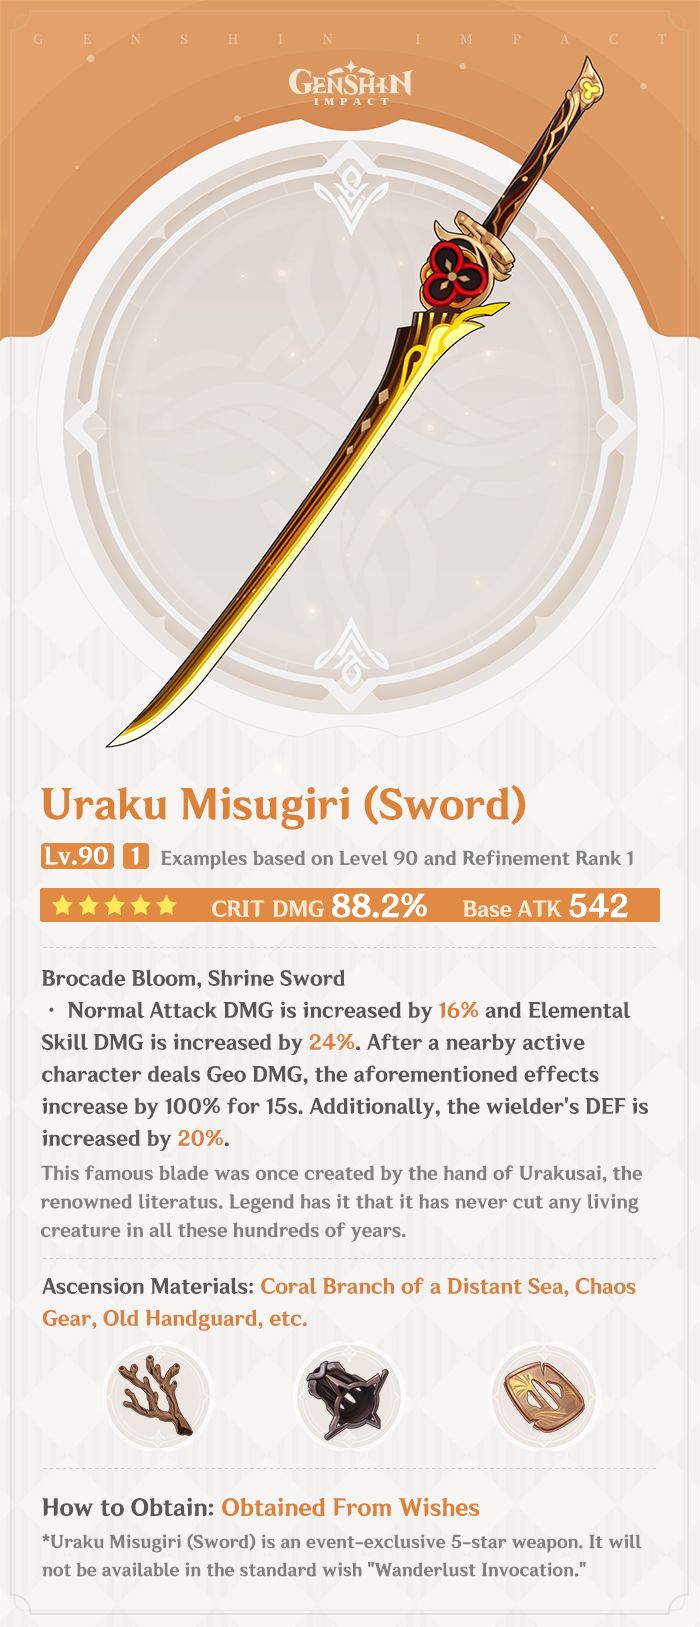 GENSHIN IMPACT
GENSHIN
IMPACT
Uraku Misugiri (Sword)
Lv.90 1 Examples based on Level 90 and Refinement Rank 1
CRIT DMG 88.2% Base ATK 542
Brocade Bloom, Shrine Sword
· Normal Attack DMG is increased by 16% and Elemental
Skill DMG is increased by 24%. After a nearby active
character deals Geo DMG, the aforementioned effects
increase by 100% for 15s. Additionally, the wielder's DEF is
increased by 20%.
This famous blade was once created by the hand of Urakusai, the
renowned literatus. Legend has it that it has never cut any living
creature in all these hundreds of years.
Ascension Materials: Coral Branch of a Distant Sea, Chaos
Gear, Old Handguard, etc.
How to Obtain: Obtained From Wishes
*Uraku Misugiri (Sword) is an event-exclusive 5-star weapon. It will
not be available in the standard wish "Wanderlust Invocation."